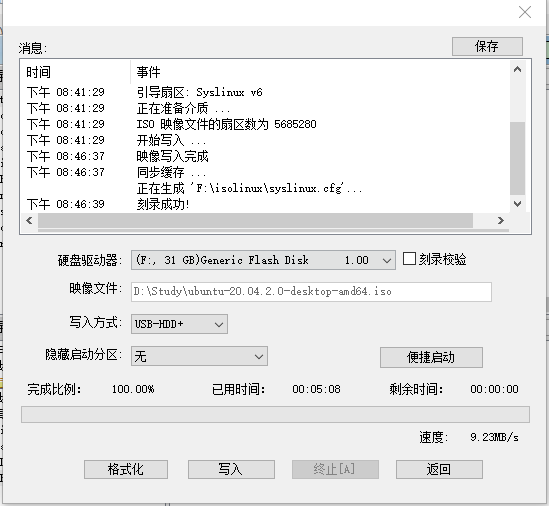 消息:
保存
时间 事件
下午 08:41:29 引导扇区: Syslinux v6
下午 08:41:29 正在准备介质 ...
下午 08:41:29 ISO 映像文件的扇区数为 5685280
下午 08:41:29 开始写入 ...
下午 08:46:37 映像写入完成
下午 08:46:37 同步缓存 ...
正在生成 'F:\isolinux\syslinux.cfg'...
下午 08:46:39 刻录成功!
硬盘驱动器: (F:, 31 GB)Generic Flash Disk 1.00 刻录校验
映像文件: D:\Study\ubuntu-20.04.2.0-desktop-amd64.iso
写入方式: USB-HDD+
隐藏启动分区: 无 便捷启动
完成比例: 100.00% 已用时间: 00:05:08 剩余时间: 00:00:00
速度: 9.23MB/s
格式化 写入 终止[A] 返回